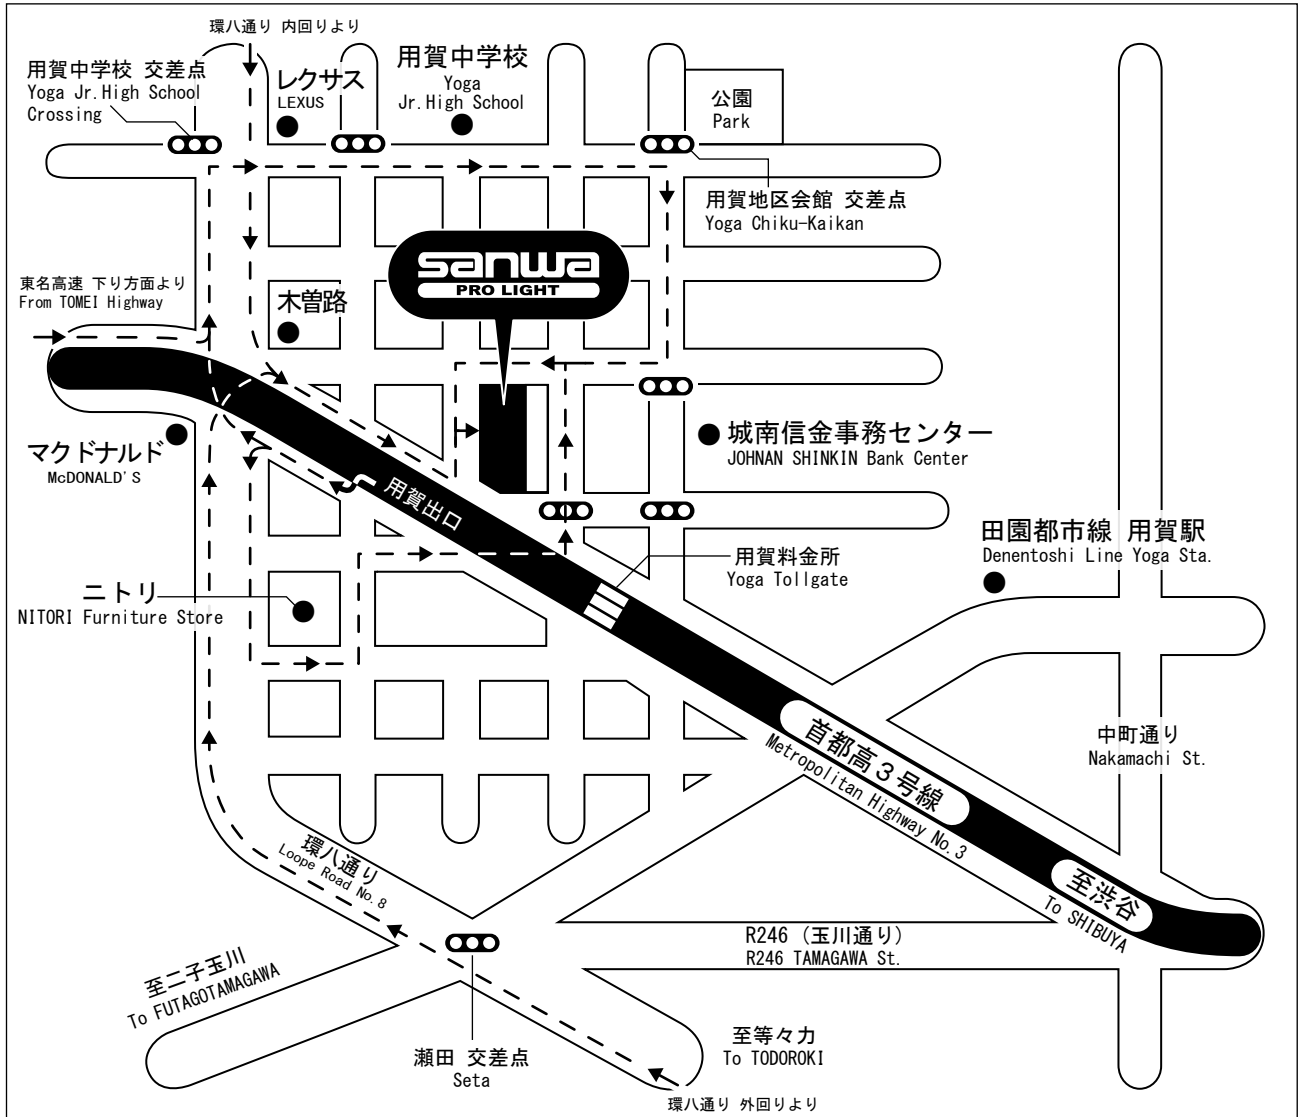 環八通り 内回りより
用賀中学校 交差点
Yoga Jr.High School
Crossing
レクサス
LEXUS
用賀中学校
Yoga
Jr.High School
公園
Park
用賀地区会館 交差点
Yoga Chiku-Kaikan
sanwa
PRO LIGHT
東名高速 下り方面より
From TOMEI Highway
木曽路
マクドナルド
McDONALD'S
城南信金事務センター
JOHNAN SHINKIN Bank Center
用賀出口
田園都市線 用賀駅
Denentoshi Line Yoga Sta.
用賀料金所
Yoga Tollgate
ニトリ
NITORI Furniture Store
首都高3号線
Metropolitan Highway No.3
中町通り
Nakamachi St.
環八通り
Loope Road No.8
至渋谷
To SHIBUYA
R246 (玉川通り)
R246 TAMAGAWA St.
至二子玉川
To FUTAGOTAMAGAWA
瀬田 交差点
Seta
至等々力
To TODOROKI
環八通り 外回りより